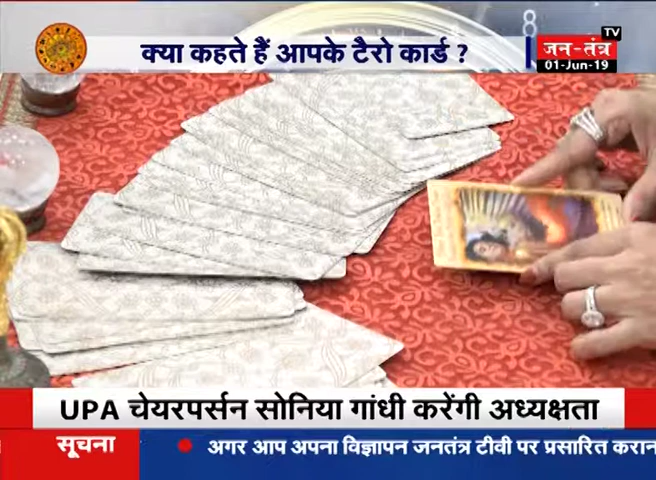 8
TV
क्या कहते हैं आपके टैरो कार्ड ?
जन-तंत्र
01-Jun-19
UPA चेयरपर्सन सोनिया गांधी करेंगी अध्यक्षता
सूचना
अगर आप अपना विज्ञापन जनतंत्र टीवी पर प्रसारित करान